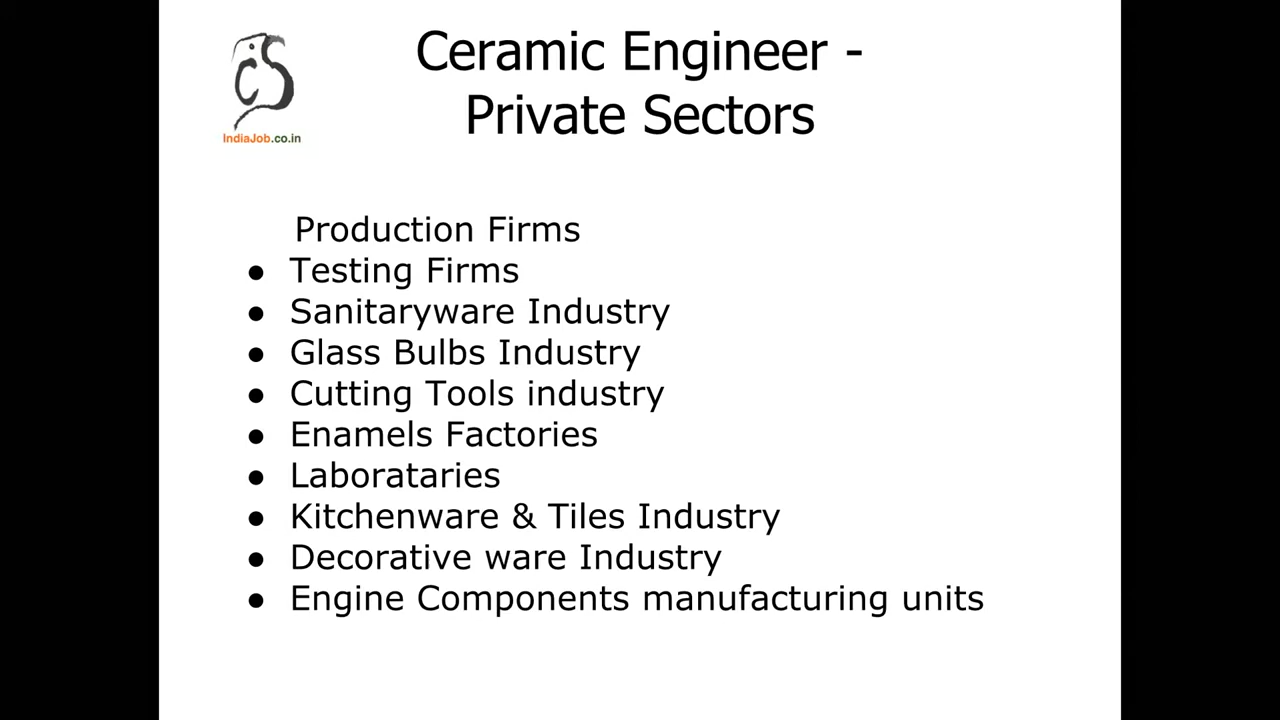 Ceramic Engineer -
Private Sectors
IndiaJob.co.in
Production Firms
● Testing Firms
● Sanitaryware Industry
● Glass Bulbs Industry
● Cutting Tools industry
● Enamels Factories
● Laborataries
● Kitchenware & Tiles Industry
● Decorative ware Industry
● Engine Components manufacturing units